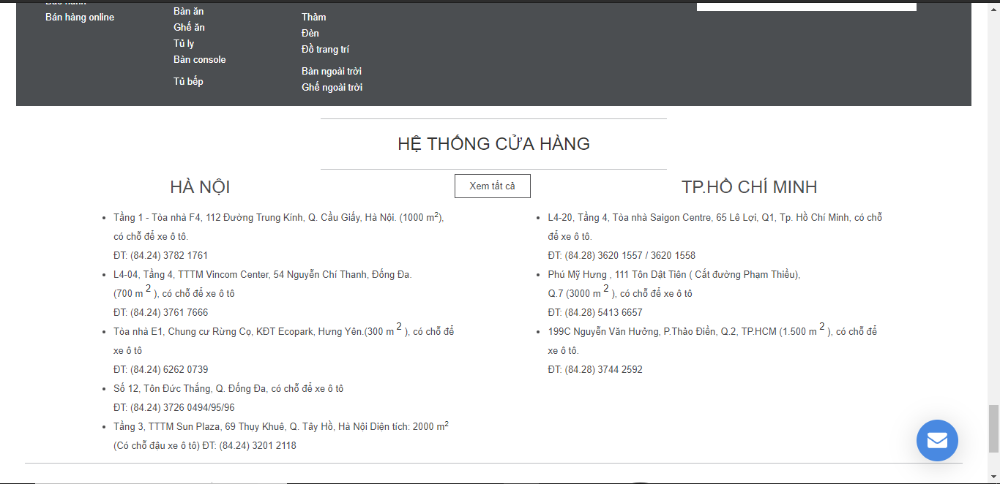 Bán hàng online
Bàn ăn
Ghế ăn
Tủ ly
Bàn console
Tủ bếp
Thảm
Đèn
Đồ trang trí
Bàn ngoài trời
Ghế ngoài trời
HỆ THỐNG CỬA HÀNG
HÀ NỘI
Xem tất cả
TP.HỒ CHÍ MINH
• Tầng 1 - Tòa nhà F4, 112 Đường Trung Kính, Q. Cầu Giấy, Hà Nội. (1000 m²),
có chỗ để xe ô tô.
ĐT: (84.24) 3782 1761
• L4-04, Tầng 4, TTTM Vincom Center, 54 Nguyễn Chí Thanh, Đống Đa.
(700 m ² ), có chỗ để xe ô tô
ĐT: (84.24) 3761 7666
• Tòa nhà E1, Chung cư Rừng Cọ, KĐT Ecopark, Hưng Yên.(300 m ² ), có chỗ để
xe ô tô
ĐT: (84.24) 6262 0739
• Số 12, Tôn Đức Thắng, Q. Đống Đa, có chỗ để xe ô tô
ĐT: (84.24) 3726 0494/95/96
• Tầng 3, TTTM Sun Plaza, 69 Thụy Khuê, Q. Tây Hồ, Hà Nội Diện tích: 2000 m²
(Có chỗ đậu xe ô tô) ĐT: (84.24) 3201 2118
• L4-20, Tầng 4, Tòa nhà Saigon Centre, 65 Lê Lợi, Q1, Tp. Hồ Chí Minh, có chỗ
để xe ô tô.
ĐT: (84.28) 3620 1557 / 3620 1558
• Phú Mỹ Hưng , 111 Tôn Dật Tiên ( Cắt đường Phạm Thiều),
Q.7 (3000 m ² ), có chỗ để xe ô tô
ĐT: (84.28) 5413 6657
• 199C Nguyễn Văn Hưởng, P.Thảo Điền, Q.2, TP.HCM (1.500 m ² ), có chỗ để
xe ô tô.
ĐT: (84.28) 3744 2592